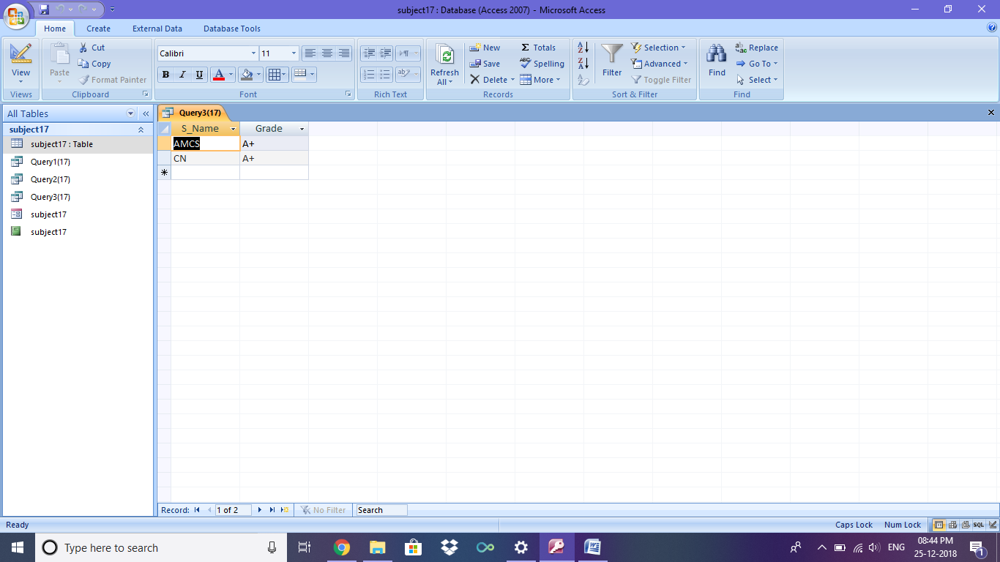 subject17 : Database (Access 2007) - Microsoft Access
Home Create External Data Database Tools
View
Views
Paste
Cut
Copy
Format Painter
Clipboard
Calibri 11
B I U A
Font
Rich Text
Refresh
All
New
Save
Delete
Totals
Spelling
More
Records
Filter
Selection
Advanced
Toggle Filter
Sort & Filter
Find
Replace
Go To
Select
Find
All Tables
subject17
subject17 : Table
Query1(17)
Query2(17)
Query3(17)
subject17
subject17
Query3(17)
S_Name Grade
AMCS A+
CN A+
Record: 1 of 2 No Filter Search
Ready Caps Lock Num Lock SQL
Type here to search
ENG
08:44 PM
25-12-2018
1